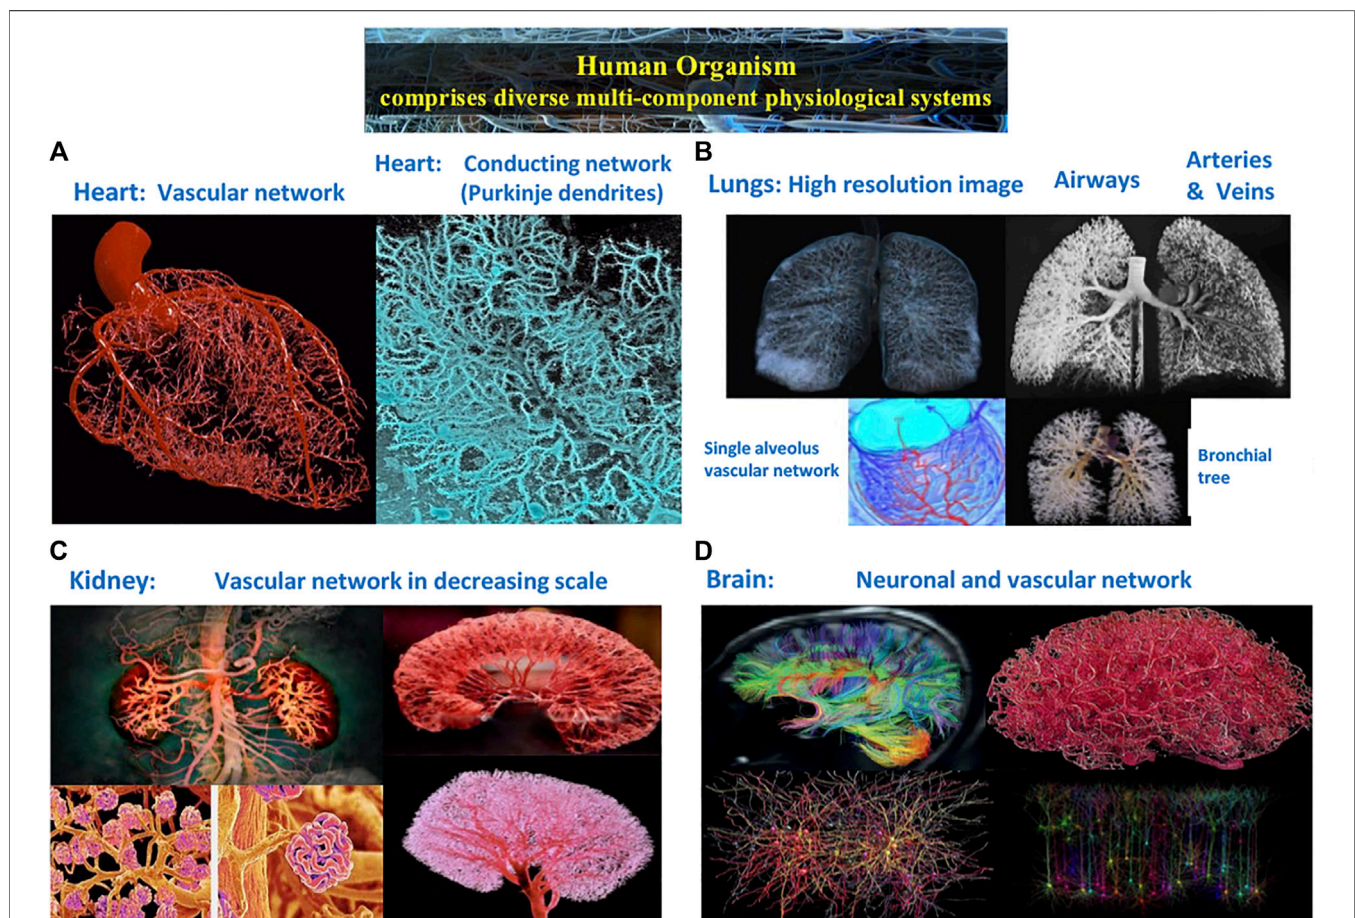 Human Organism
comprises diverse multi-component physiological systems
A
Heart: Vascular network
Heart: Conducting network
(Purkinje dendrites)
B
Lungs: High resolution image
Airways
Arteries
& Veins
Single alveolus
vascular network
Bronchial
tree
C
Kidney: Vascular network in decreasing scale
D
Brain: Neuronal and vascular network